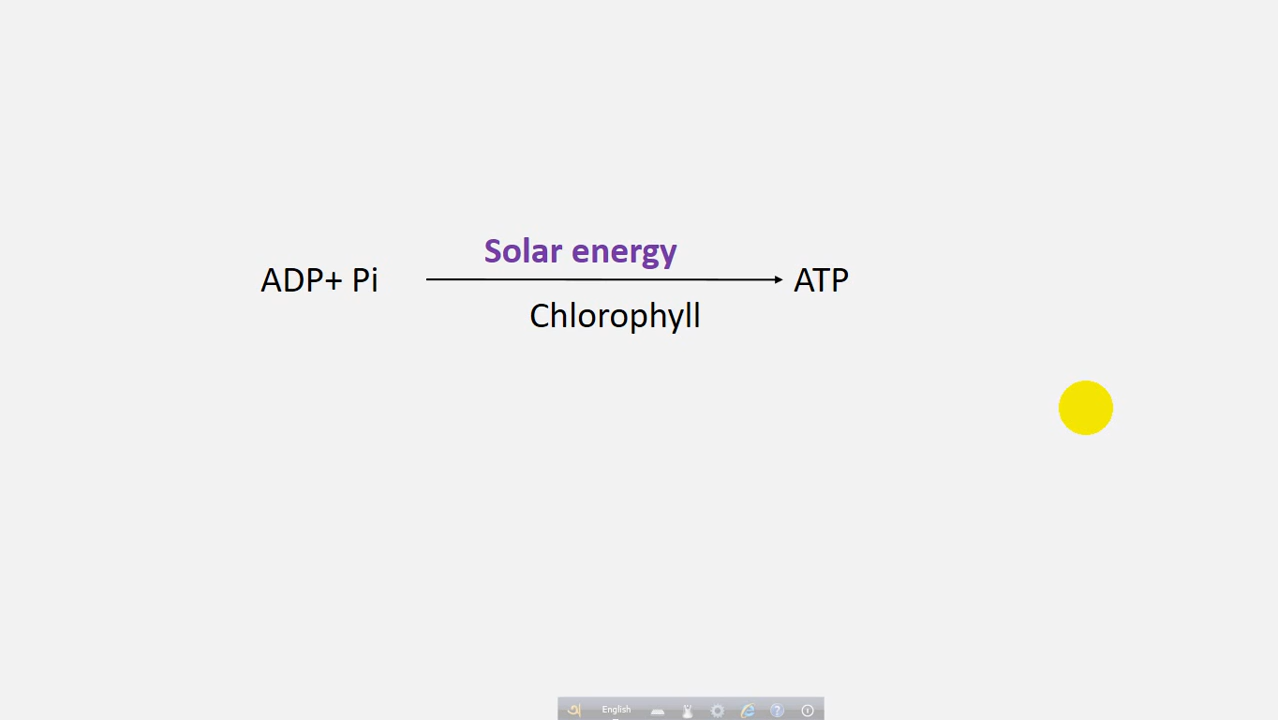 Solar energy
ADP+ Pi ATP
Chlorophyll
অ English